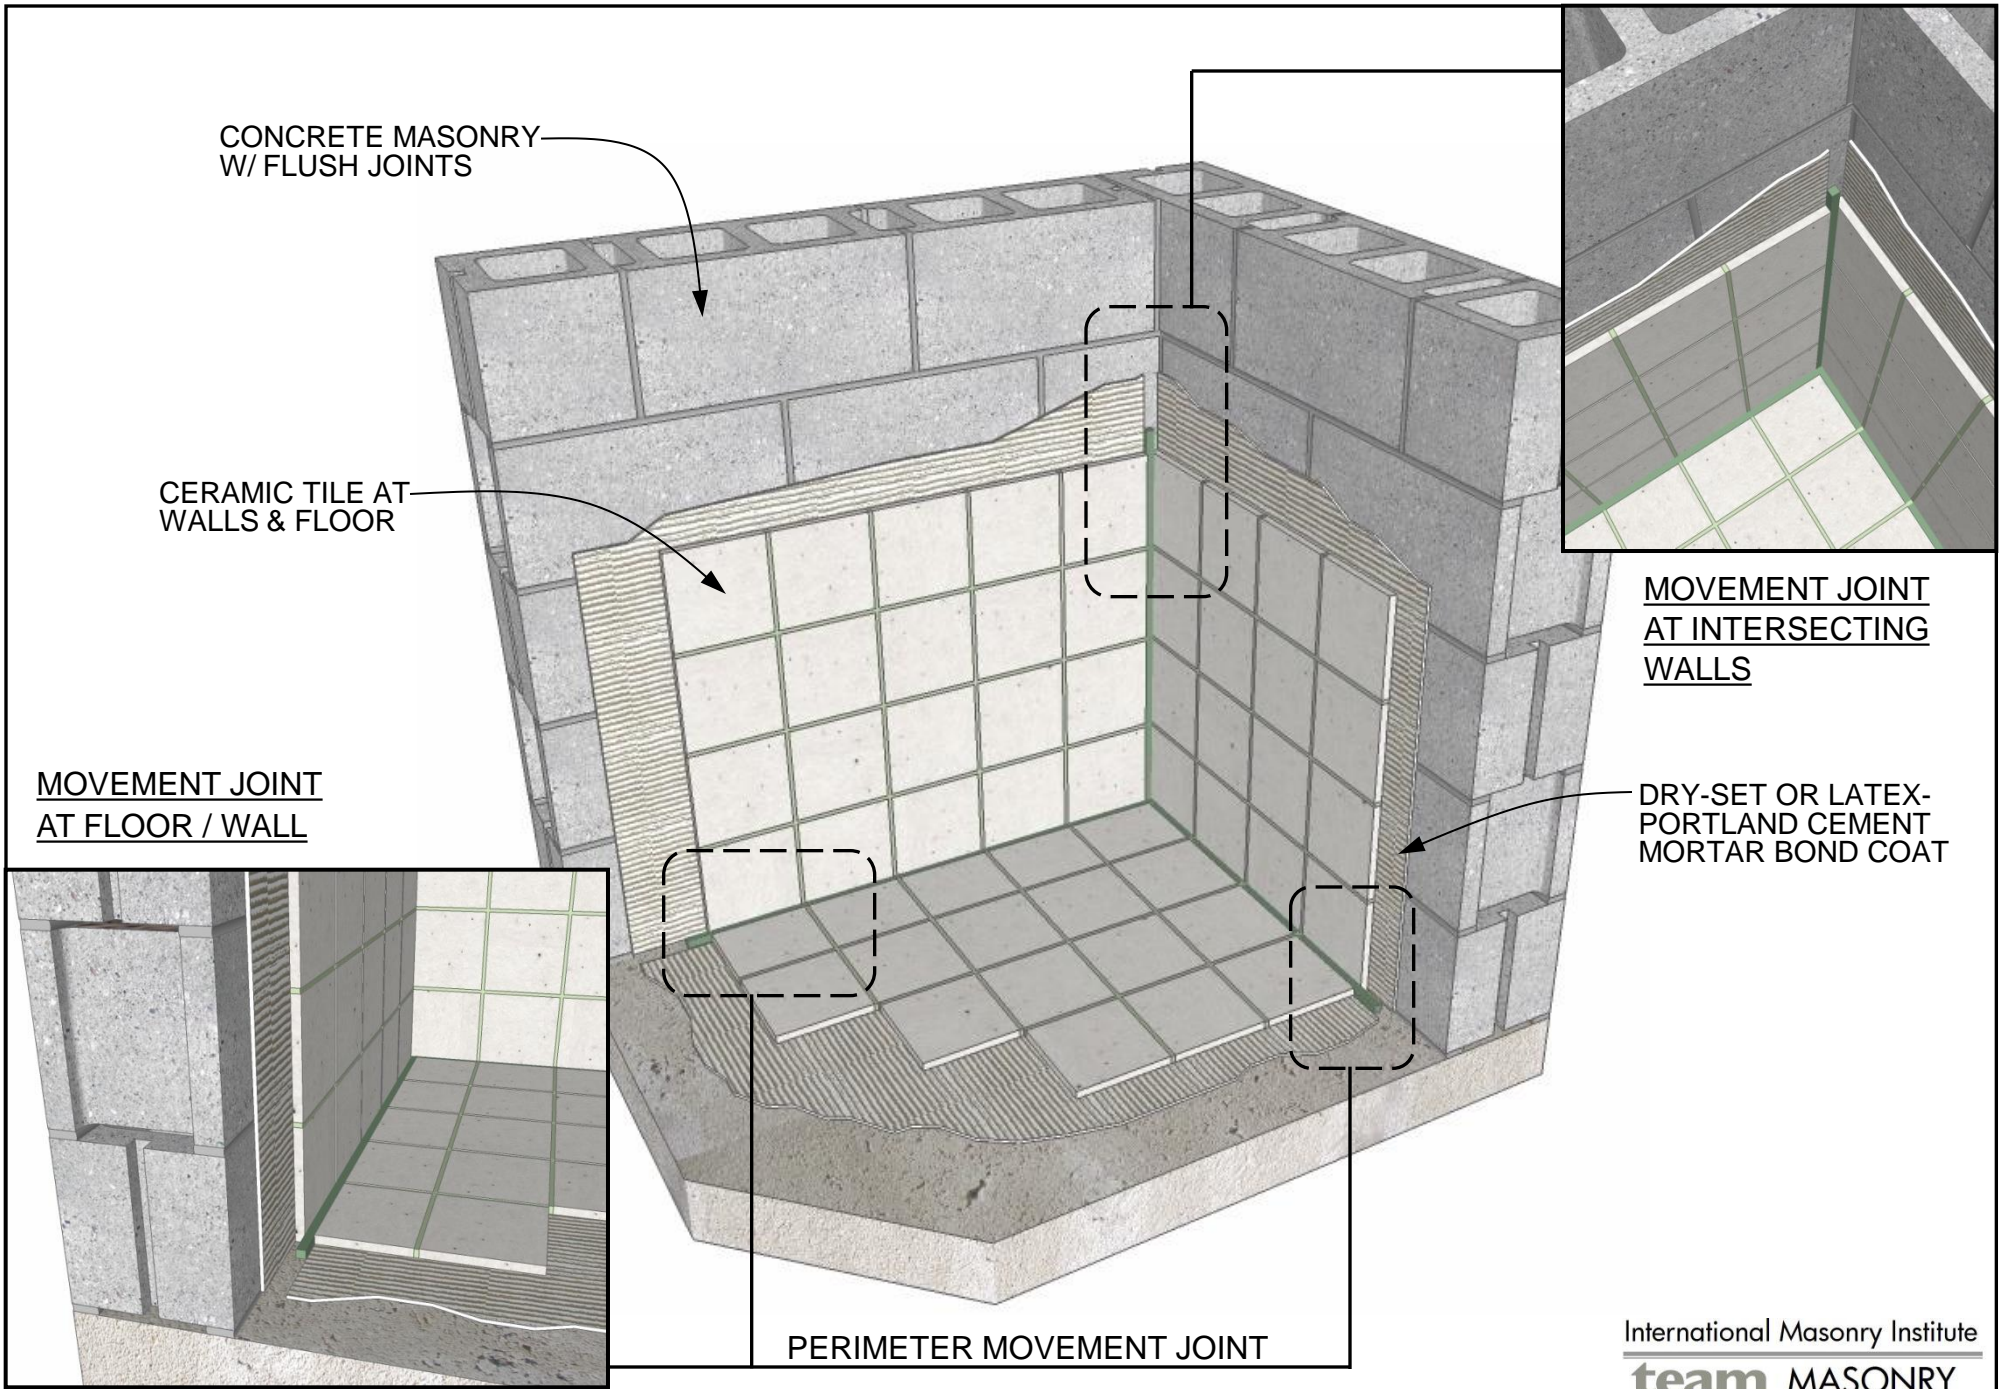 CONCRETE MASONRY
W/ FLUSH JOINTS
CERAMIC TILE AT
WALLS & FLOOR
MOVEMENT JOINT
AT INTERSECTING
WALLS
MOVEMENT JOINT
AT FLOOR / WALL
DRY-SET OR LATEX-
PORTLAND CEMENT
MORTAR BOND COAT
PERIMETER MOVEMENT JOINT
International Masonry Institute
team MASONRY